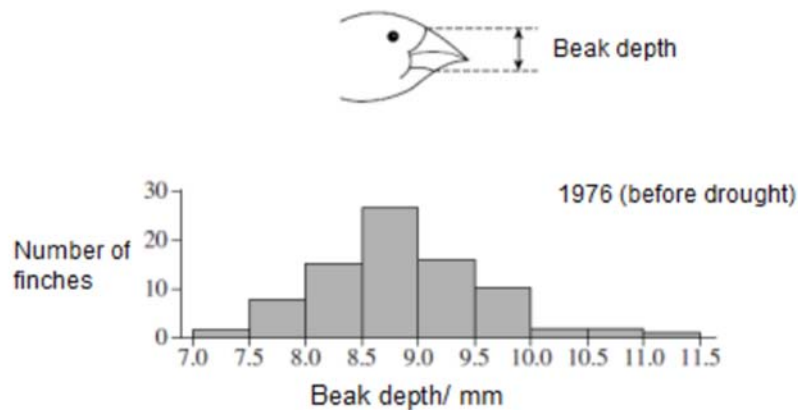 Beak depth
1976 (before drought)
Number of
finches
30
20
10
0
7.0 7.5 8.0 8.5 9.0 9.5 10.0 10.5 11.0 11.5
Beak depth/ mm